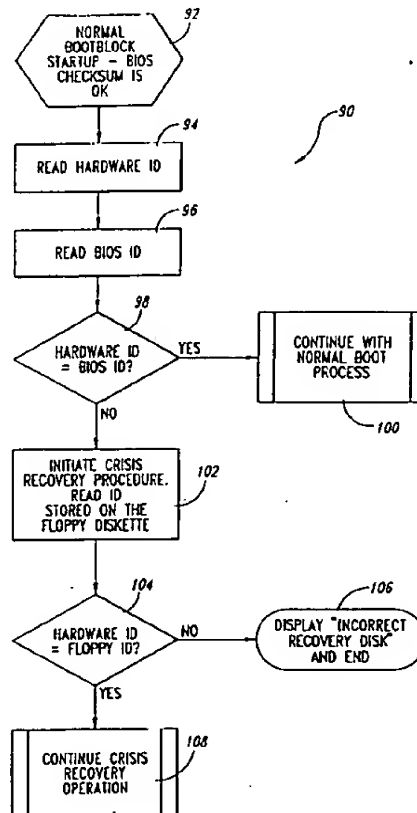 92
NORMAL
BOOTBLOCK
STARTUP - BIOS
CHECKSUM IS
OK
90
94
READ HARDWARE ID
96
READ BIOS ID
98
HARDWARE ID
= BIOS ID?
YES
CONTINUE WITH
NORMAL BOOT
PROCESS
100
NO
INITIATE CRISIS
RECOVERY PROCEDURE.
READ ID
STORED ON THE
FLOPPY DISKETTE
102
104
HARDWARE ID
= FLOPPY ID?
NO
106
DISPLAY "INCORRECT
RECOVERY DISK"
AND END
YES
CONTINUE CRISIS
RECOVERY
OPERATION
108